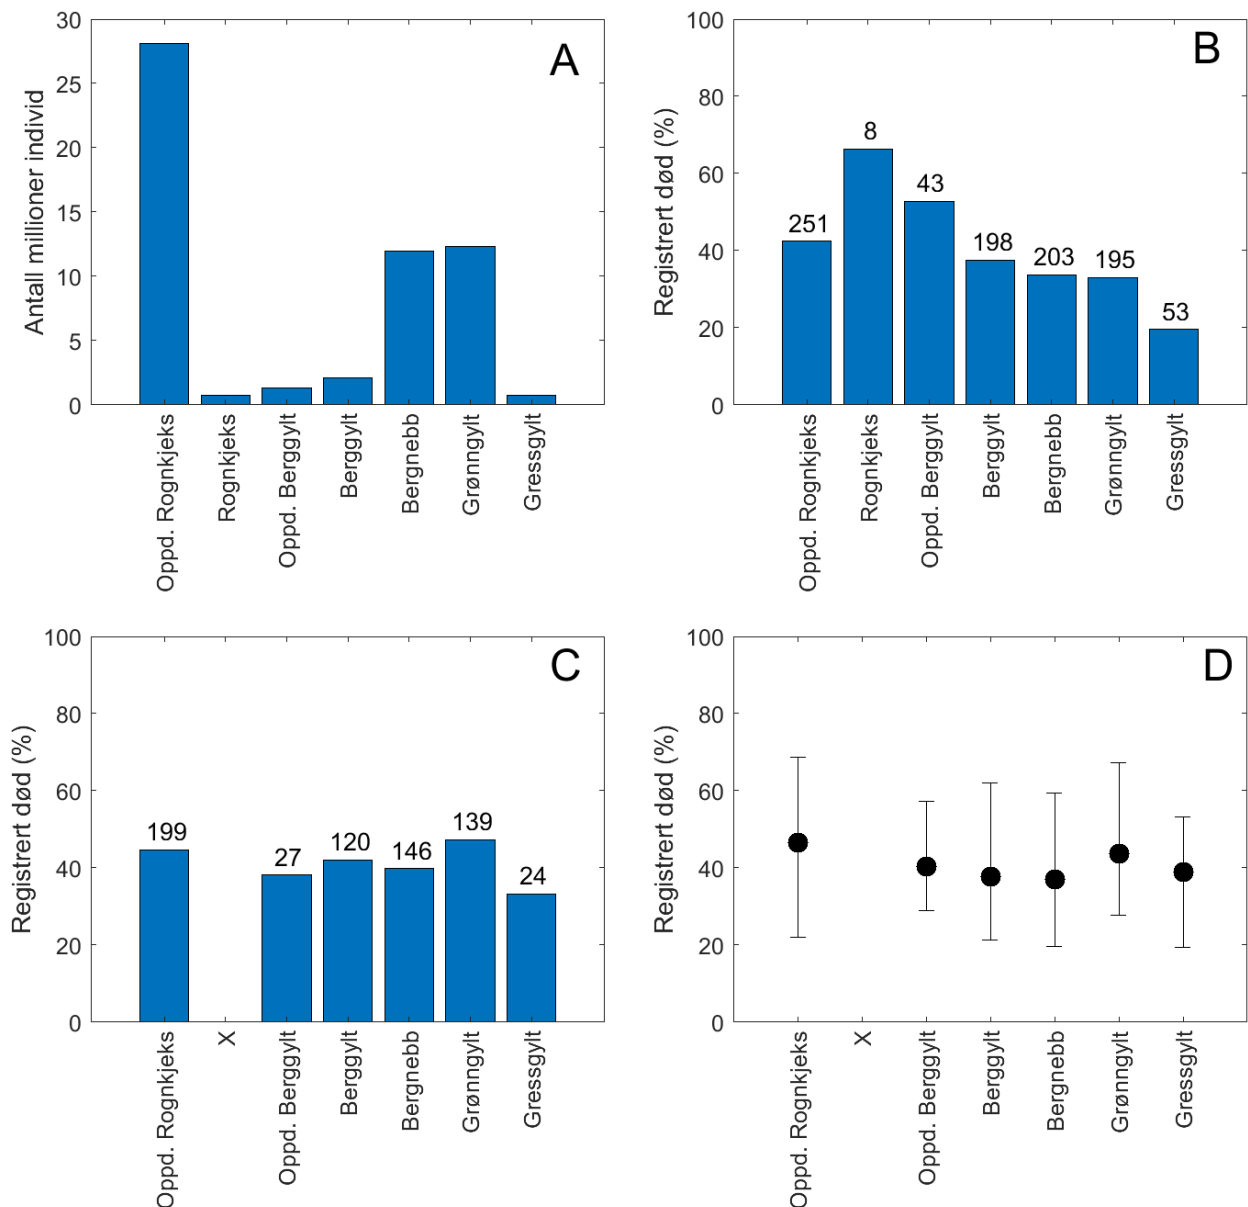 A
Antall millioner individ
30
25
20
15
10
5
0
Oppd. Rognkjeks
Rognkjeks
Oppd. Berggylt
Berggylt
Bergnebb
Grønngylt
Gressgylt
B
Registrert død (%)
100
80
60
40
20
0
251
8
43
198
203
195
53
Oppd. Rognkjeks
Rognkjeks
Oppd. Berggylt
Berggylt
Bergnebb
Grønngylt
Gressgylt
C
Registrert død (%)
100
80
60
40
20
0
199
27
120
146
139
24
Oppd. Rognkjeks
X
Oppd. Berggylt
Berggylt
Bergnebb
Grønngylt
Gressgylt
D
Registrert død (%)
100
80
60
40
20
0
Oppd. Rognkjeks
X
Oppd. Berggylt
Berggylt
Bergnebb
Grønngylt
Gressgylt